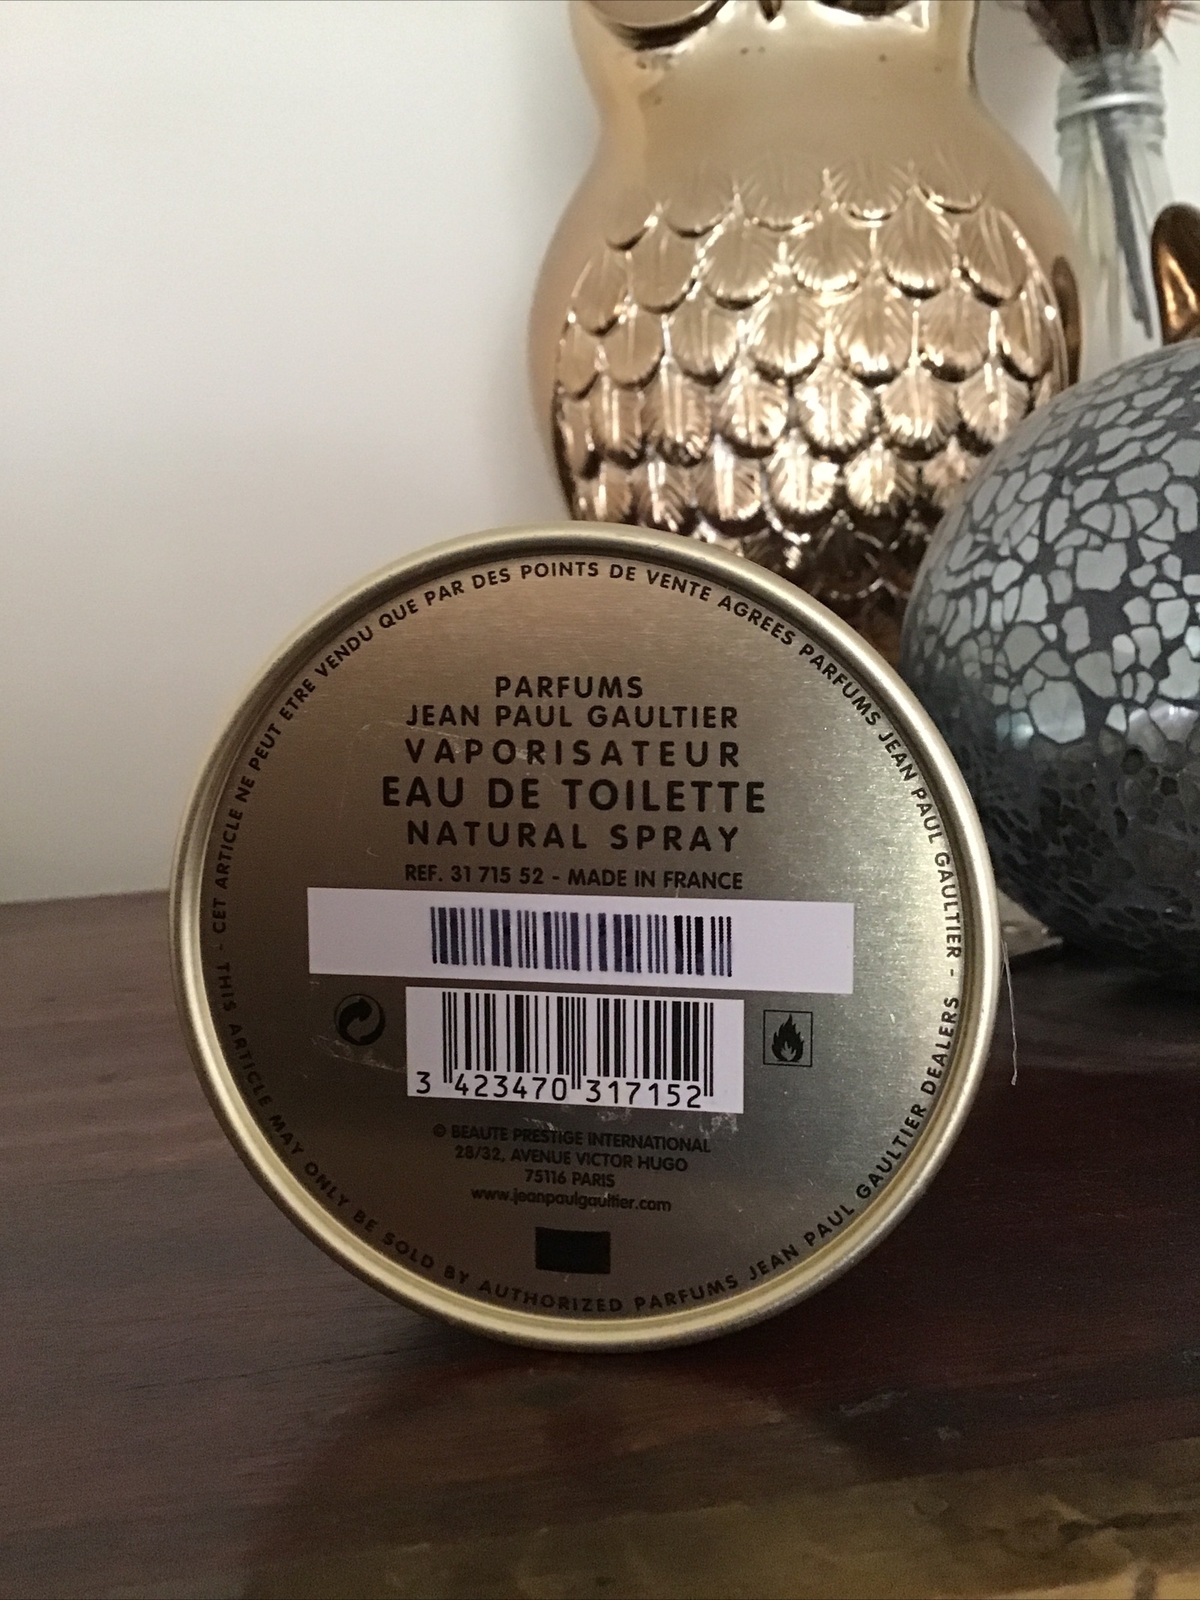 CET ARTICLE NE PEUT ETRE VENDU QUE PAR DES POINTS DE VENTE AGREES PARFUMS JEAN PAUL GAULTIER -
THIS ARTICLE MAY ONLY BE SOLD BY AUTHORIZED PARFUMS JEAN PAUL GAULTIER DEALERS -
PARFUMS
JEAN PAUL GAULTIER
VAPORISATEUR
EAU DE TOILETTE
NATURAL SPRAY
REF. 31 715 52 - MADE IN FRANCE
3 423470 317152
© BEAUTE PRESTIGE INTERNATIONAL
28/32, AVENUE VICTOR HUGO
75116 PARIS
www.jeanpaulgaultier.com